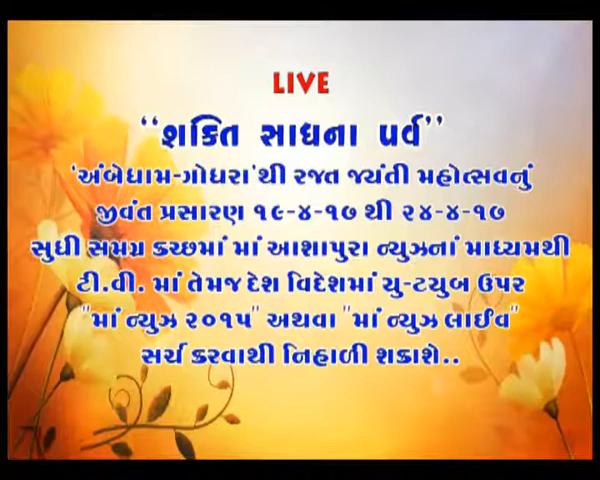 LIVE
“શક્તિ સાધના પર્વ”
'અંબેધામ-ગોધરા'થી રજત જ્યંતી મહોત્સવનું
જીવંત પ્રસારણ ૧૯-૪-૧૭ થી ૨૪-૪-૧૭
સુધી સમગ્ર કચ્છમાં માં આશાપુરા ન્યુઝનાં માધ્યમથી
ટી.વી. માં તેમજ દેશ વિદેશમાં યુ-ટયુબ ઉપર
"માં ન્યુઝ ૨૦૧૫" અથવા "માં ન્યુઝ લાઈવ"
સર્ચ કરવાથી નિહાળી શકાશે..